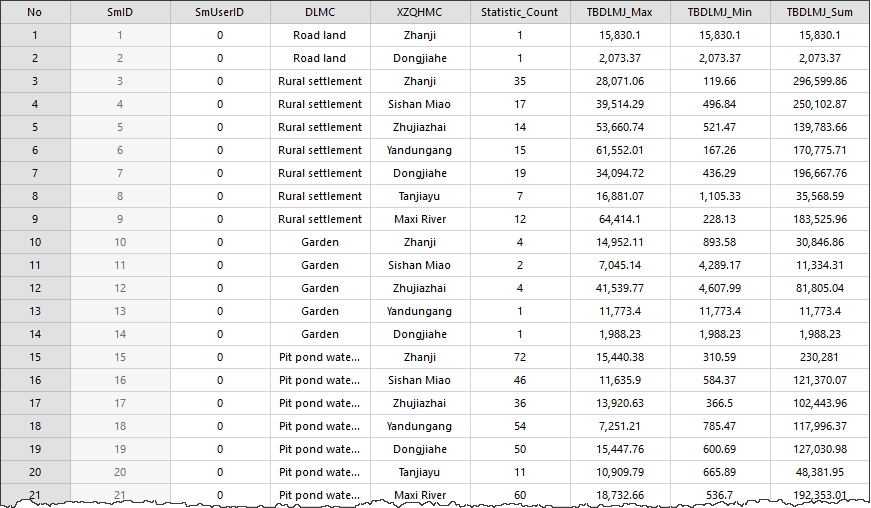 No SmID SmUserID DLMC XZQHMC Statistic_Count TBDLMJ_Max TBDLMJ_Min TBDLMJ_Sum
1 1 0 Road land Zhanji 1 15,830.1 15,830.1 15,830.1
2 2 0 Road land Dongjiahe 1 2,073.37 2,073.37 2,073.37
3 3 0 Rural settlement Zhanji 35 28,071.06 119.66 296,599.86
4 4 0 Rural settlement Sishan Miao 17 39,514.29 496.84 250,102.87
5 5 0 Rural settlement Zhujiazhai 14 53,660.74 521.47 139,783.66
6 6 0 Rural settlement Yandungang 15 61,552.01 167.26 170,775.71
7 7 0 Rural settlement Dongjiahe 19 34,094.72 436.29 196,667.76
8 8 0 Rural settlement Tanjiayu 7 16,881.07 1,105.33 35,568.59
9 9 0 Rural settlement Maxi River 12 64,414.1 228.13 183,525.96
10 10 0 Garden Zhanji 4 14,952.11 893.58 30,846.86
11 11 0 Garden Sishan Miao 2 7,045.14 4,289.17 11,334.31
12 12 0 Garden Zhujiazhai 4 41,539.77 4,607.99 81,805.04
13 13 0 Garden Yandungang 1 11,773.4 11,773.4 11,773.4
14 14 0 Garden Dongjiahe 1 1,988.23 1,988.23 1,988.23
15 15 0 Pit pond wate... Zhanji 72 15,440.38 310.59 230,281
16 16 0 Pit pond wate... Sishan Miao 46 11,635.9 584.37 121,370.07
17 17 0 Pit pond wate... Zhujiazhai 36 13,920.63 366.5 102,443.96
18 18 0 Pit pond wate... Yandungang 54 7,251.21 785.47 117,996.37
19 19 0 Pit pond wate... Dongjiahe 50 15,447.76 600.69 127,030.98
20 20 0 Pit pond wate... Tanjiayu 11 10,909.79 665.89 48,381.95
21 21 0 Pit pond wate... Maxi River 60 18,732.66 536.7 192,353.01